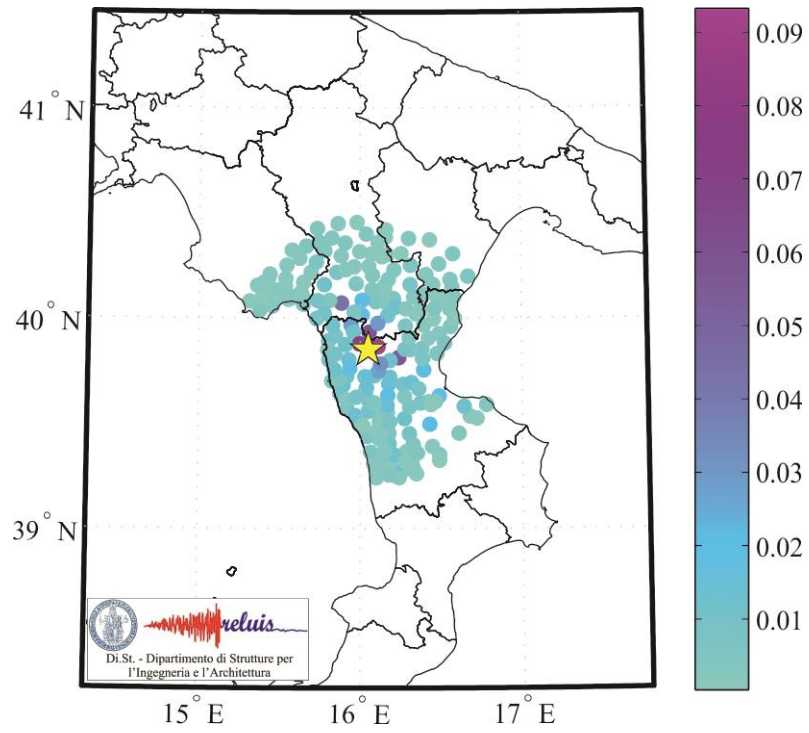 41° N
40° N
39° N
15° E
16° E
17° E
0.09
0.08
0.07
0.06
0.05
0.04
0.03
0.02
0.01
reluis
Di.St. - Dipartimento di Strutture per
l'Ingegneria e l'Architettura